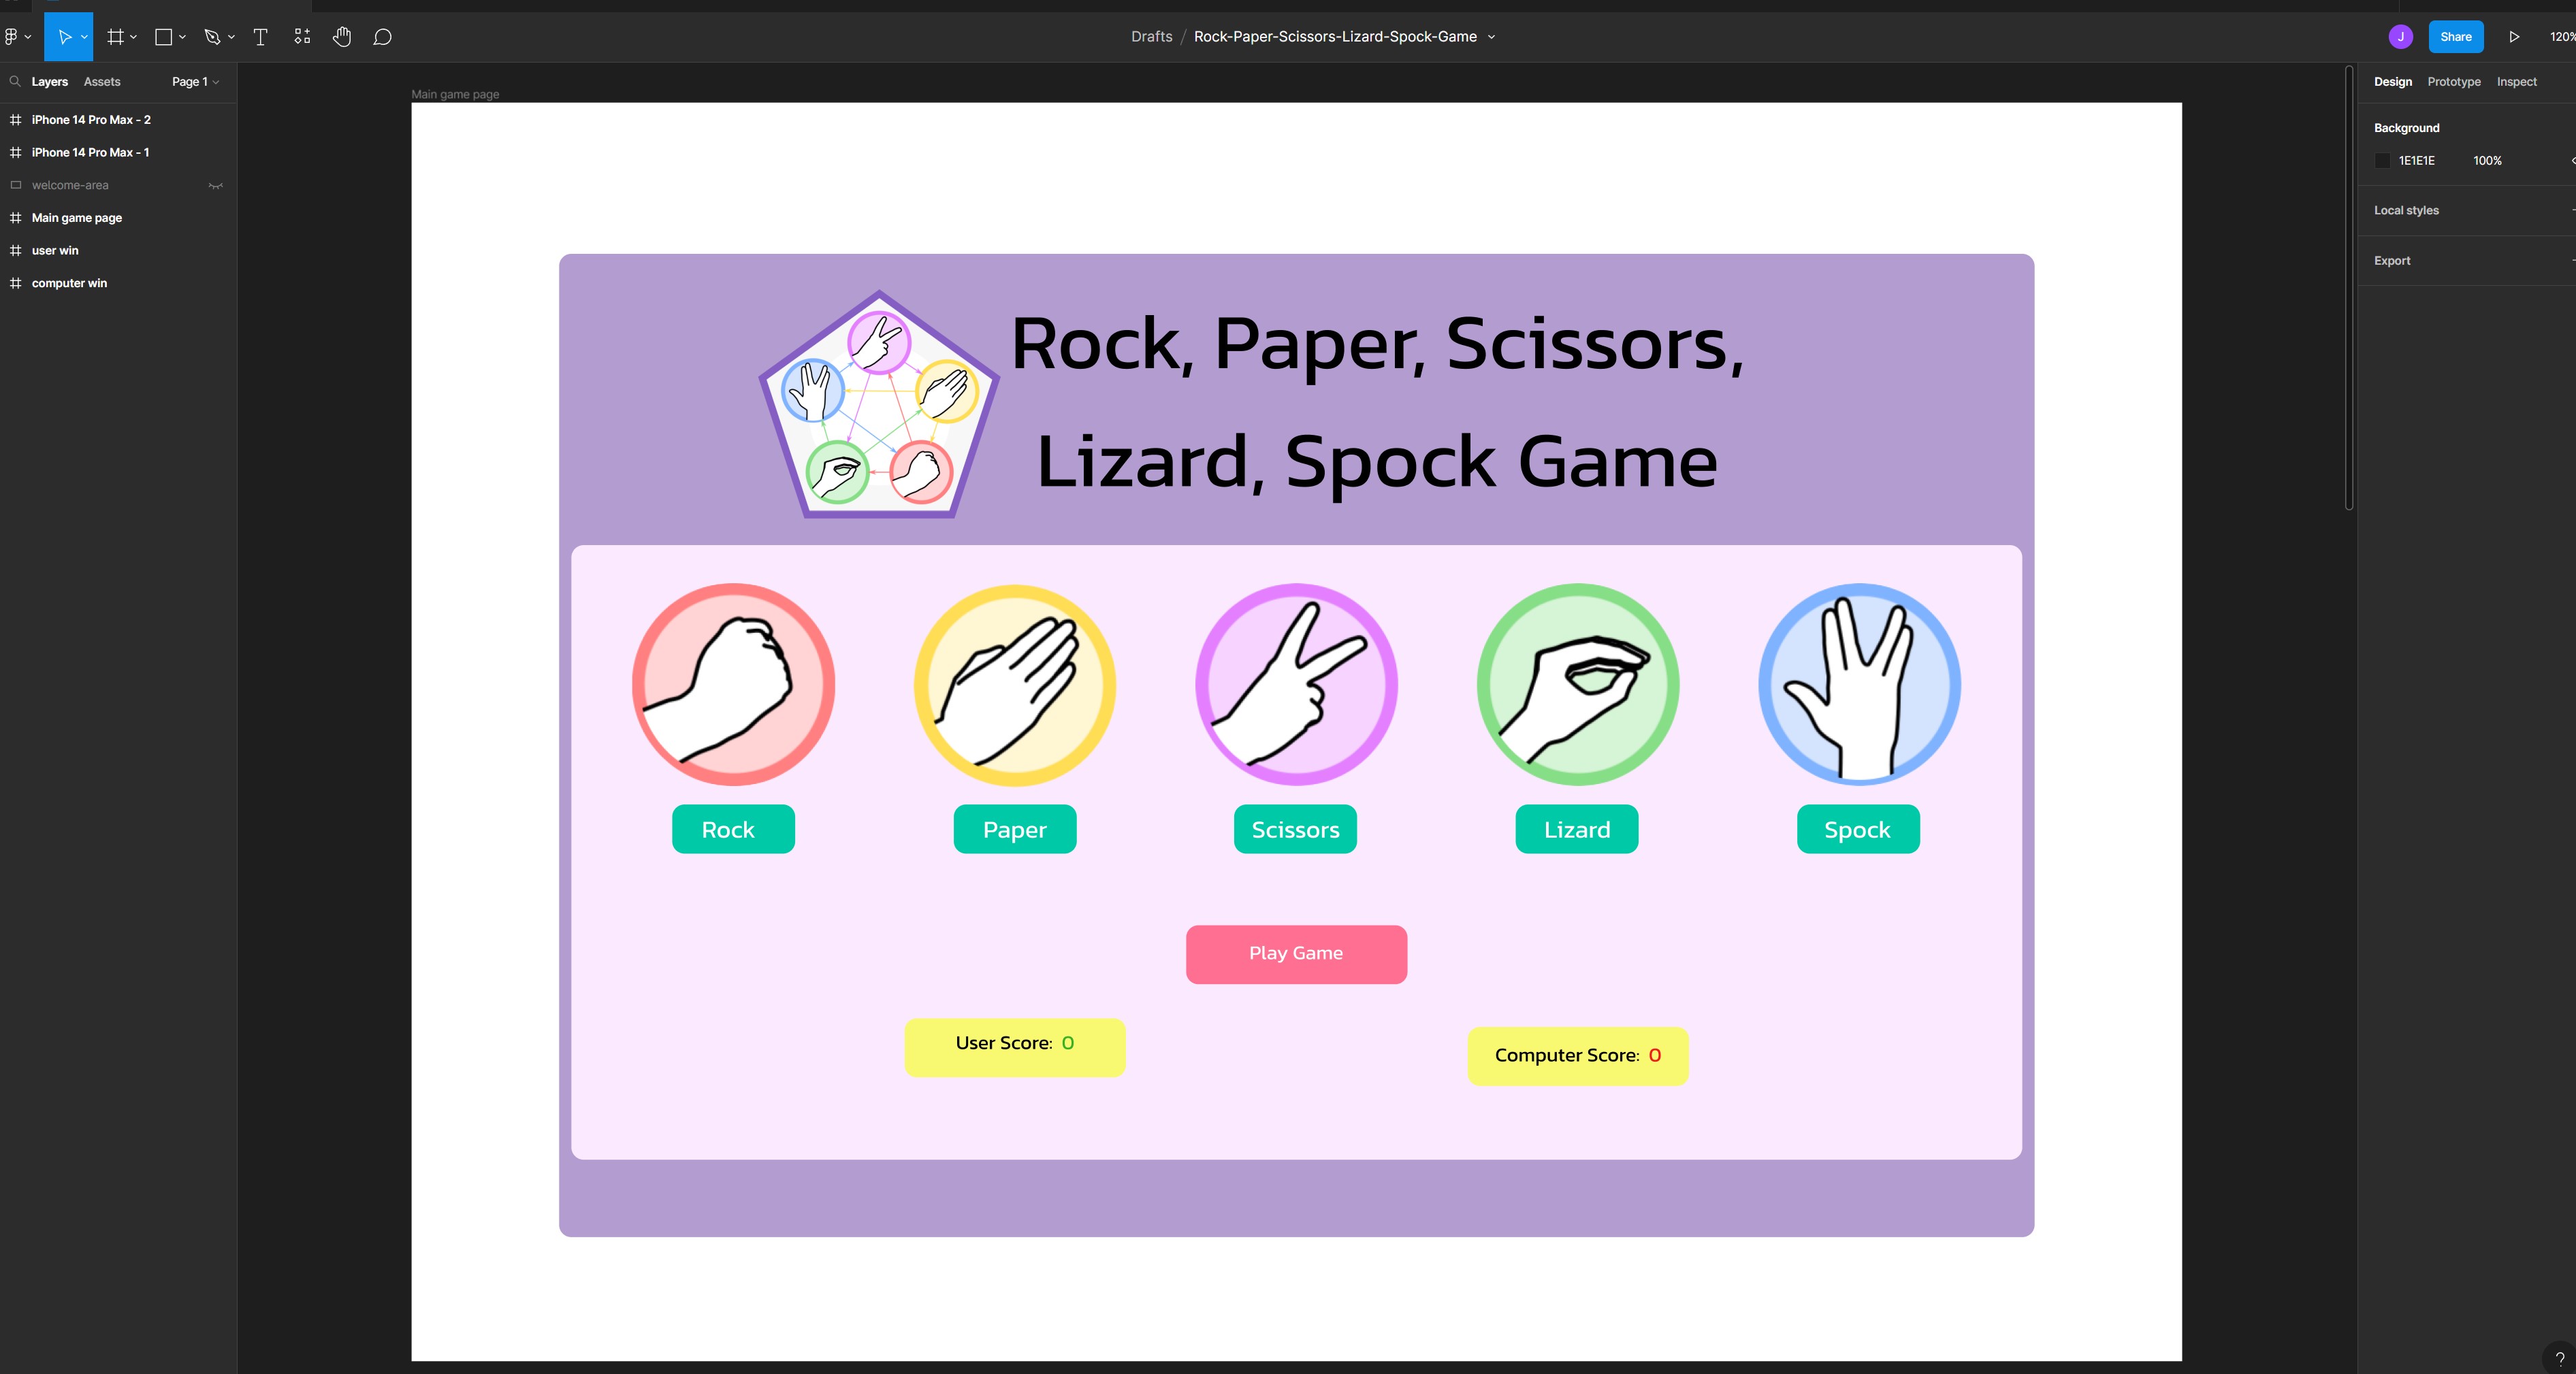 Drafts / Rock-Paper-Scissors-Lizard-Spock-Game
J
Share
120%
Layers Assets Page 1
iPhone 14 Pro Max - 2
iPhone 14 Pro Max - 1
welcome-area
Main game page
user win
computer win
Main game page
Rock, Paper, Scissors,
Lizard, Spock Game
Rock
Paper
Scissors
Lizard
Spock
Play Game
User Score: 0
Computer Score: 0
Design Prototype Inspect
Background
1E1E1E 100%
Local styles
Export
?